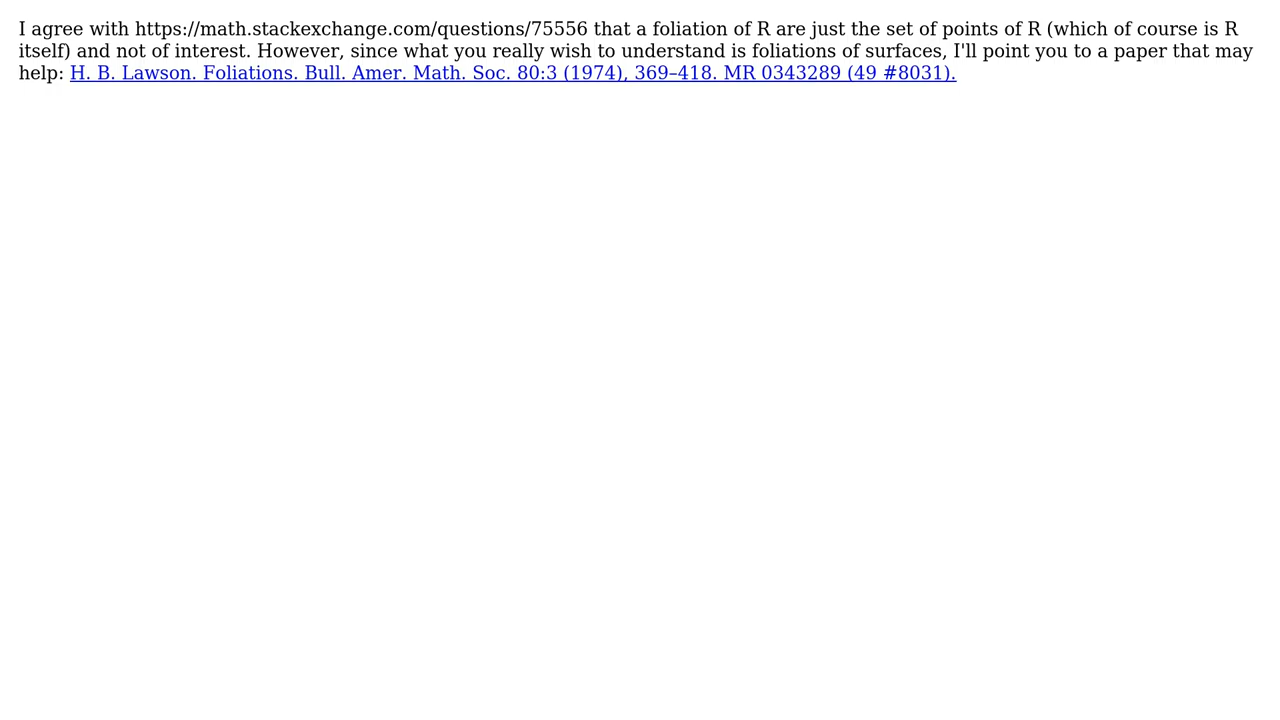 I agree with https://math.stackexchange.com/questions/75556 that a foliation of R are just the set of points of R (which of course is R
itself) and not of interest. However, since what you really wish to understand is foliations of surfaces, I'll point you to a paper that may
help: H. B. Lawson. Foliations. Bull. Amer. Math. Soc. 80:3 (1974), 369–418. MR 0343289 (49 #8031).